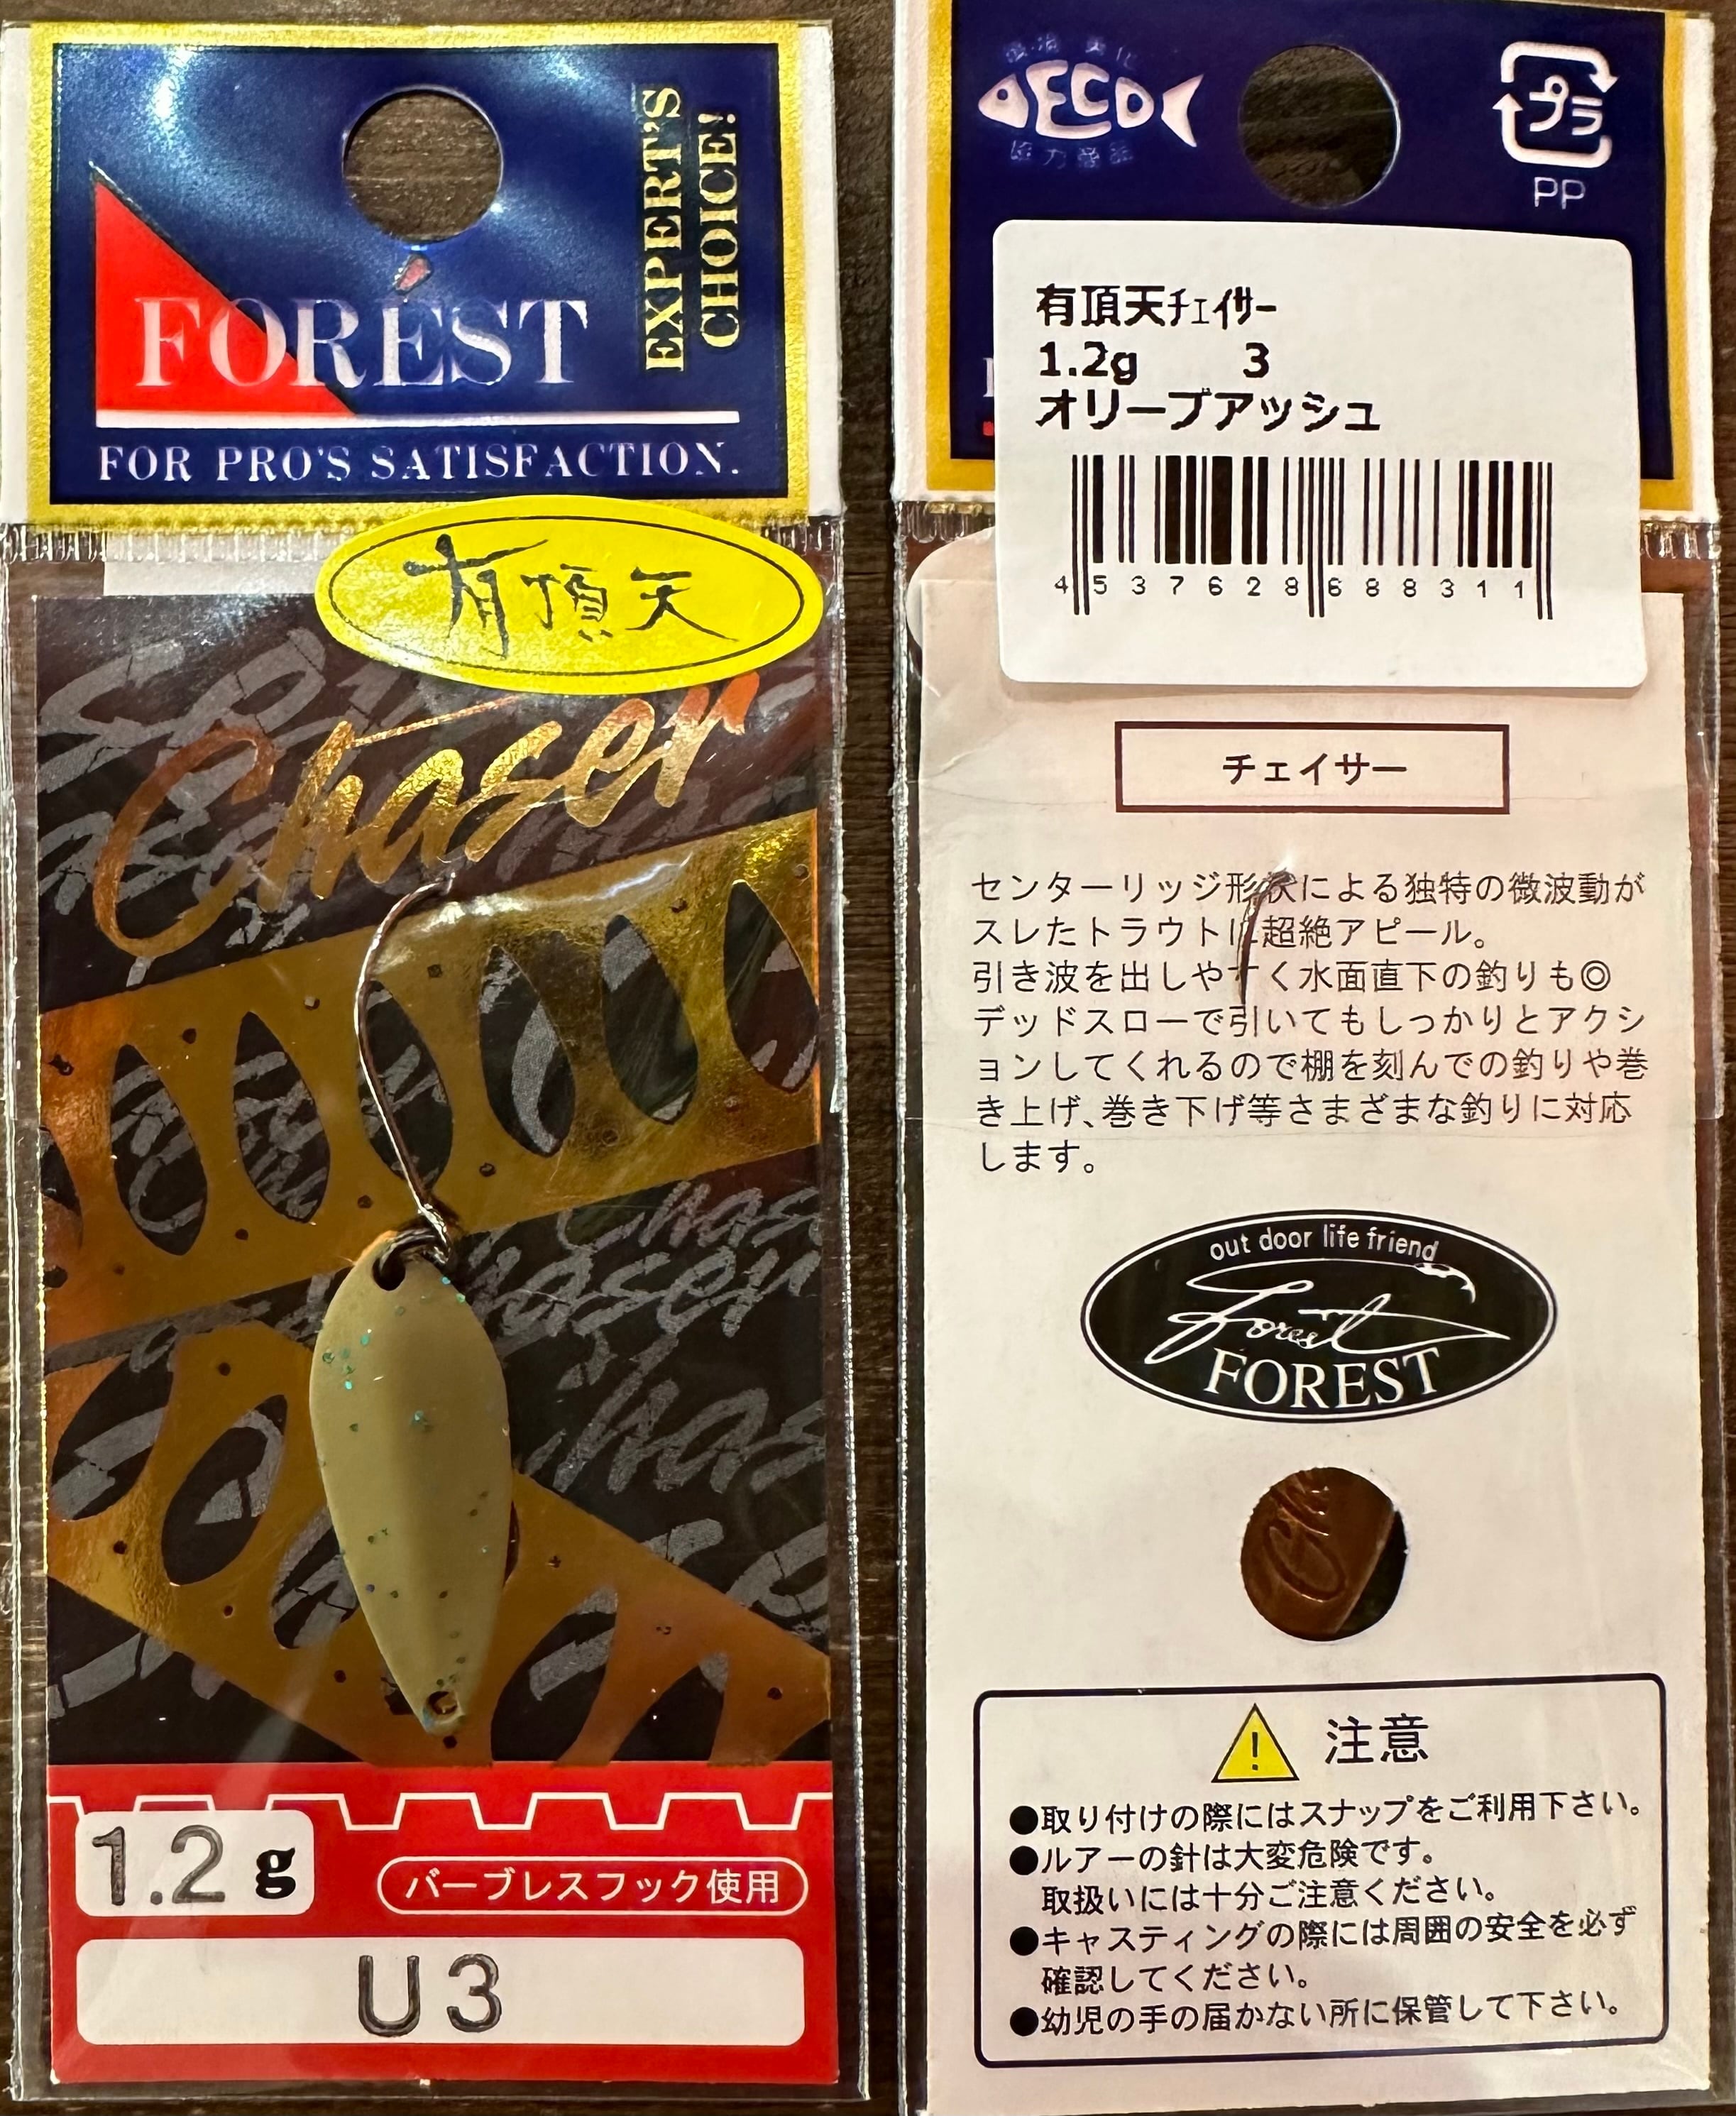 FORÉST
EXPERT'S
CHOICE!
FOR PRO'S SATISFACTION.
有頂天
Chaser
1.2g
バーブレスフック使用
U3
ECO
協力商品
プラ
PP
有頂天ﾁｪｲｻｰ
1.2g 3
オリーブアッシュ
4 537628 688311
チェイサー
センターリッジ形状による独特の微波動が
スレたトラウトに超絶アピール。
引き波を出しやすく水面直下の釣りも◎
デッドスローで引いてもしっかりとアクシ
ョンしてくれるので棚を刻んでの釣りや巻
き上げ、巻き下げ等さまざまな釣りに対応
します。
out door life friend
Forest
FOREST
注意
●取り付けの際にはスナップをご利用下さい。
●ルアーの針は大変危険です。
取扱いには十分ご注意ください。
●キャスティングの際には周囲の安全を必ず
確認してください。
●幼児の手の届かない所に保管して下さい。